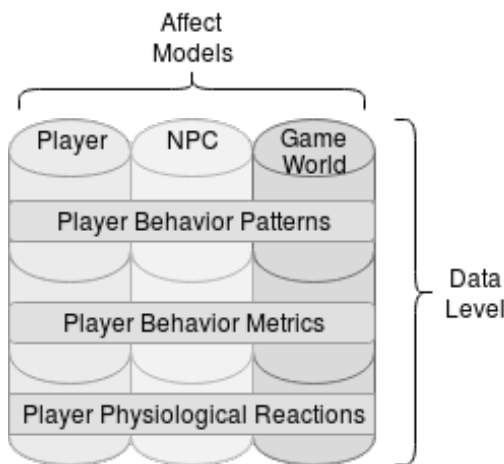 Affect
Models
Player
NPC
Game
World
Player Behavior Patterns
Player Behavior Metrics
Player Physiological Reactions
Data
Level